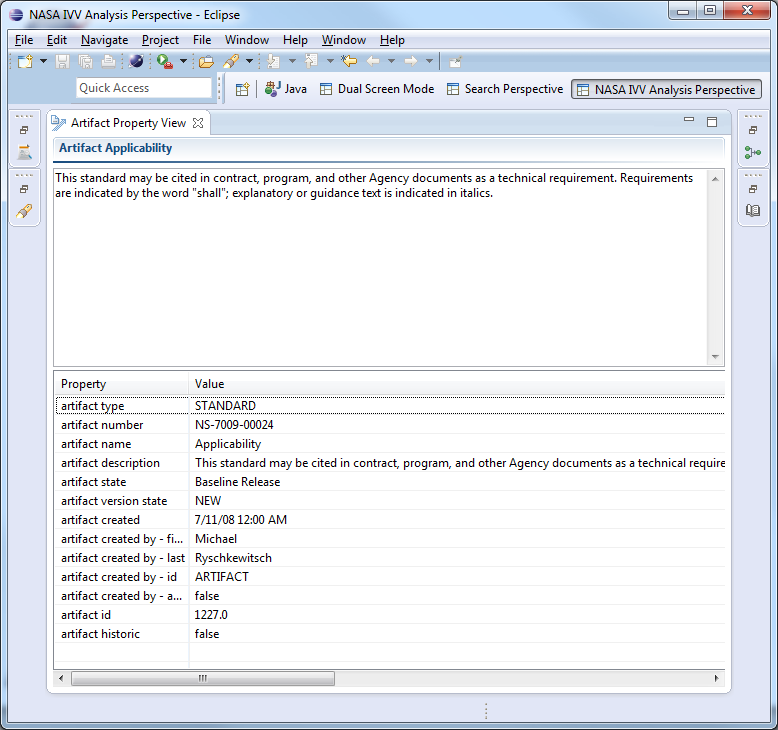 NASA IVV Analysis Perspective - Eclipse
File Edit Navigate Project File Window Help Window Help
Quick Access
Java Dual Screen Mode Search Perspective NASA IVV Analysis Perspective
Artifact Property View
Artifact Applicability
This standard may be cited in contract, program, and other Agency documents as a technical requirement. Requirements
are indicated by the word "shall"; explanatory or guidance text is indicated in italics.
Property Value
artifact type STANDARD
artifact number NS-7009-00024
artifact name Applicability
artifact description This standard may be cited in contract, program, and other Agency documents as a technical require
artifact state Baseline Release
artifact version state NEW
artifact created 7/11/08 12:00 AM
artifact created by - fi... Michael
artifact created by - last Ryschkewitsch
artifact created by - id ARTIFACT
artifact created by - a... false
artifact id 1227.0
artifact historic false